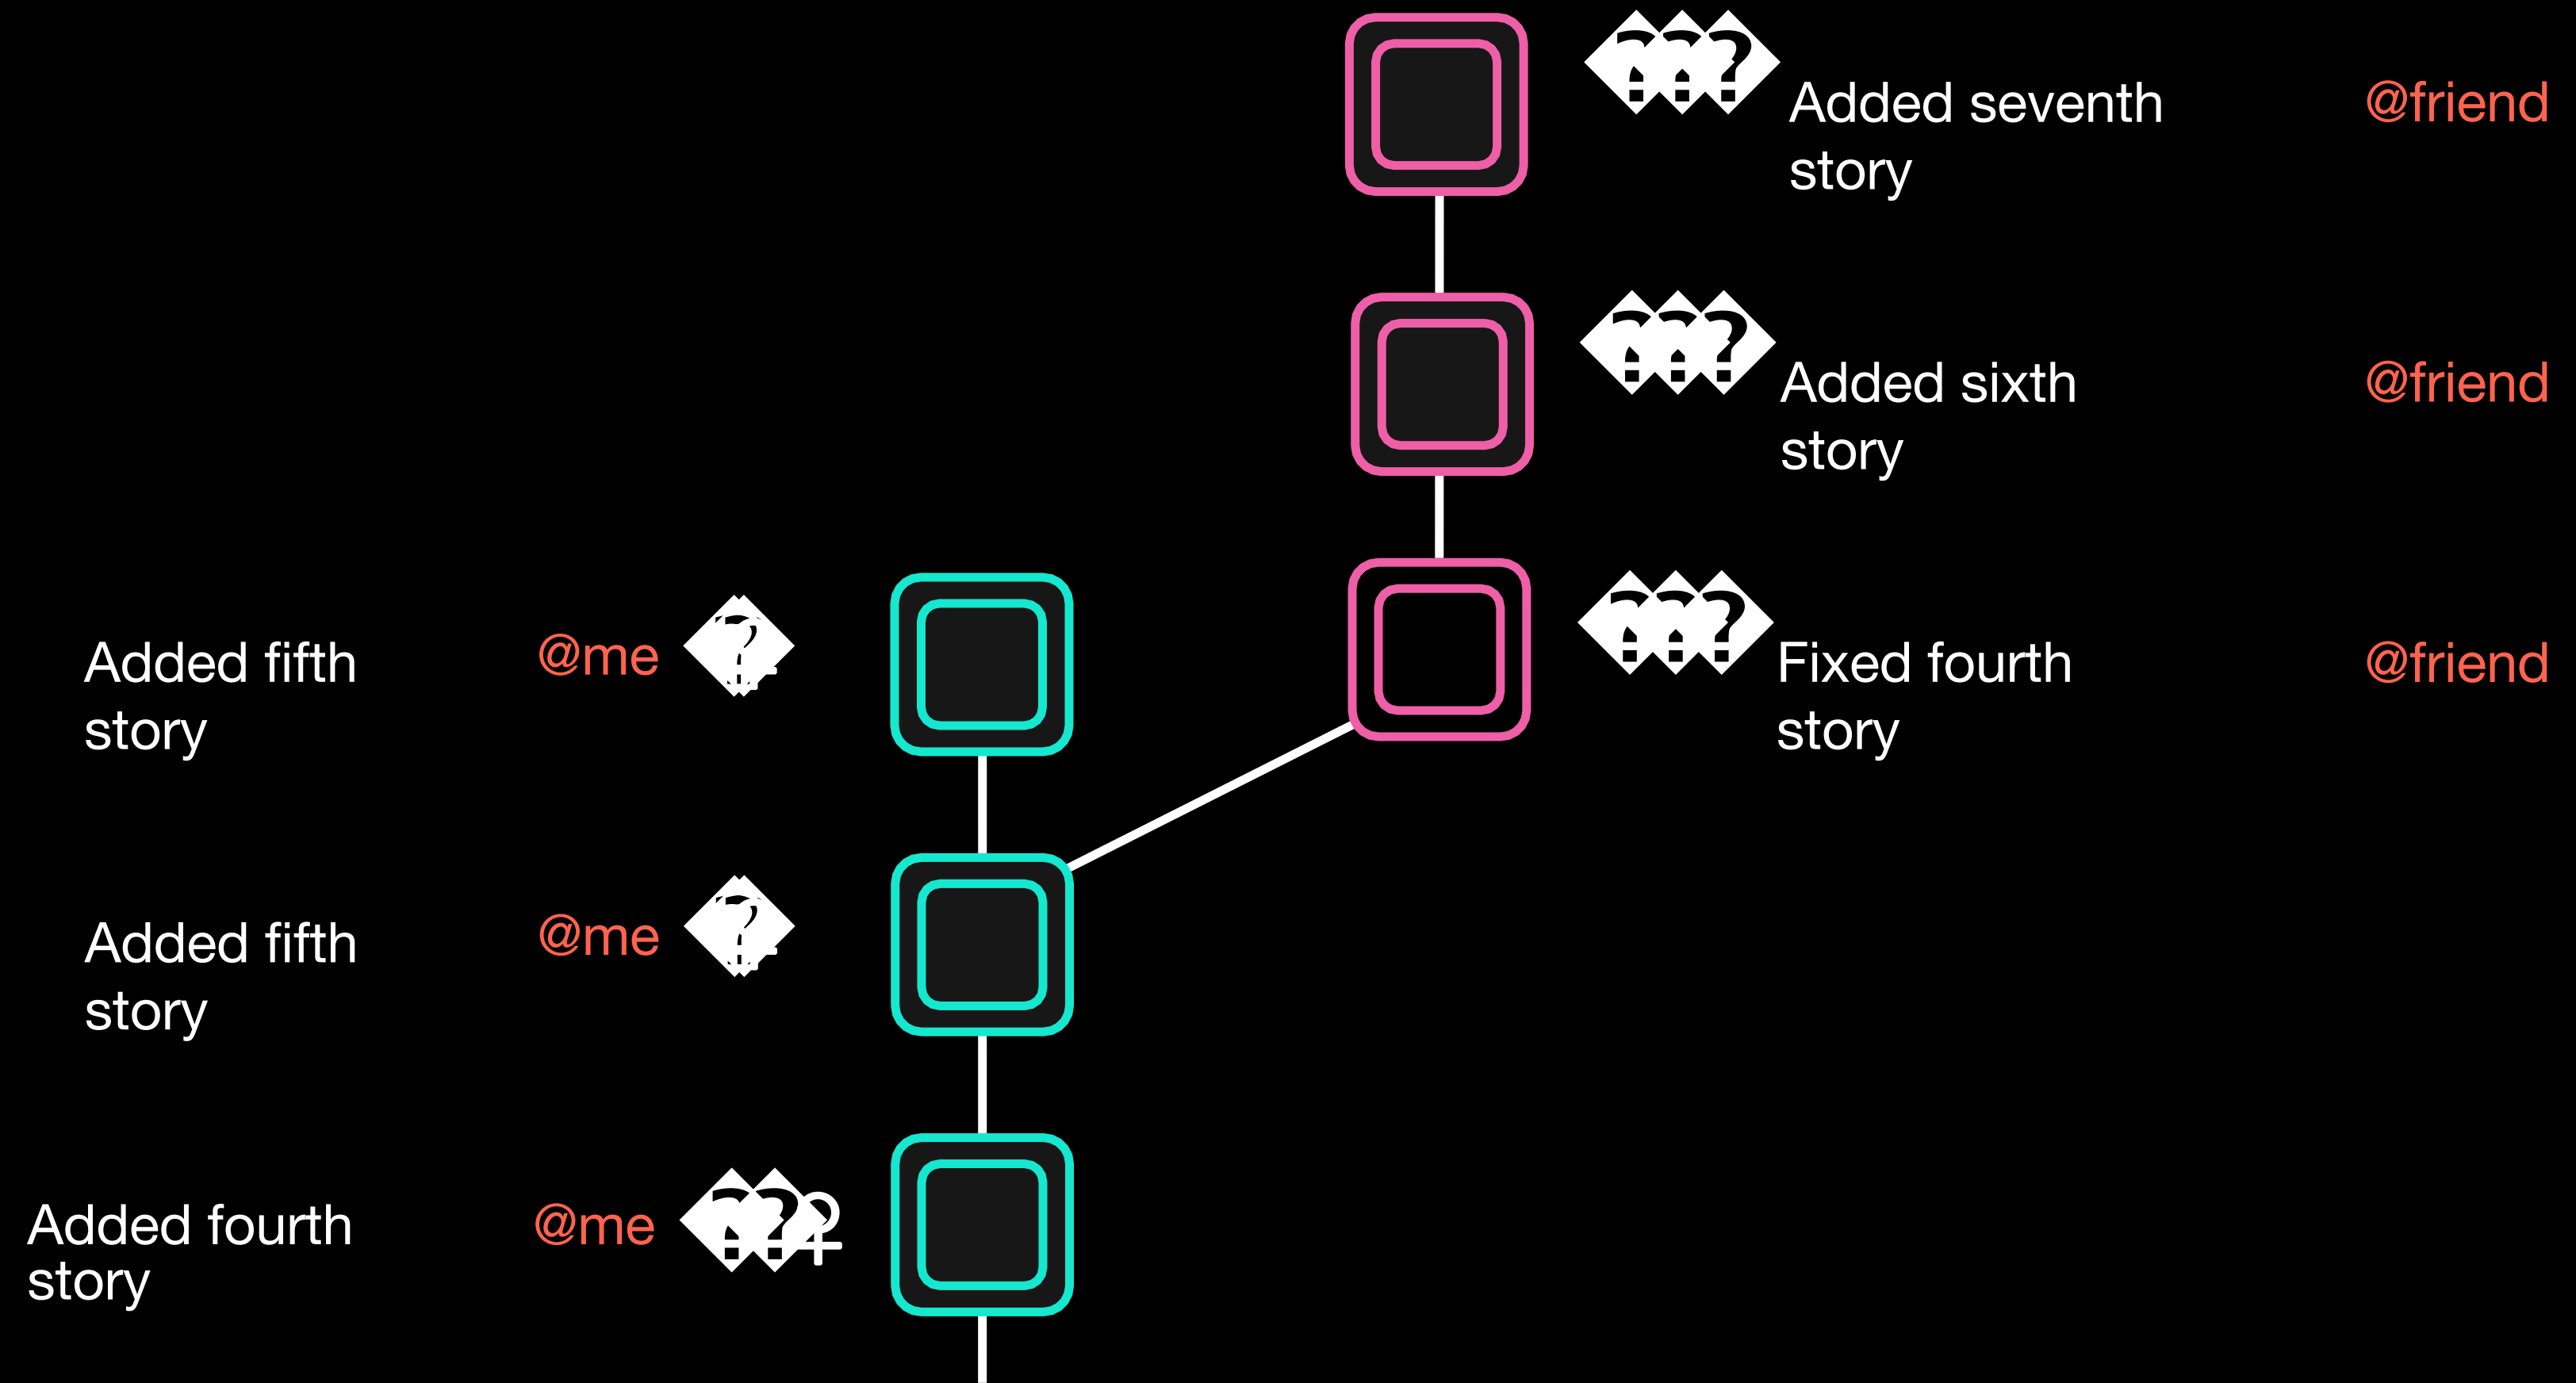 ��� Added seventh @friend
story
��� Added sixth @friend
story
Added fifth @me
story
��� Fixed fourth @friend
story
Added fifth @me
story
Added fourth @me ��♀
story